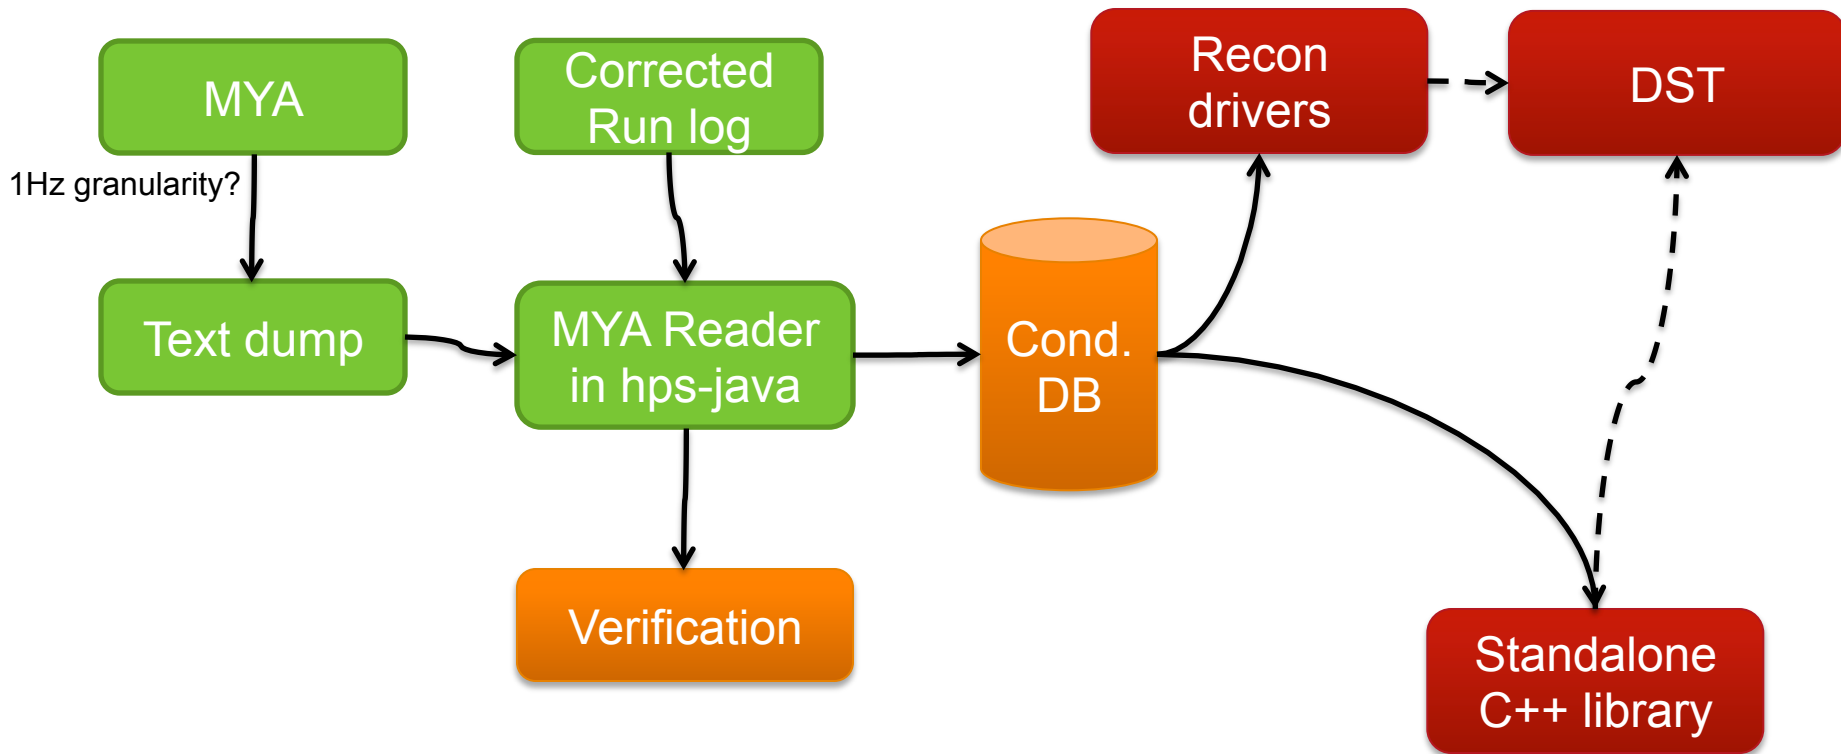 MYA
Corrected
Run log
Recon
drivers
DST
1Hz granularity?
Text dump
MYA Reader
in hps-java
Cond.
DB
Verification
Standalone
C++ library